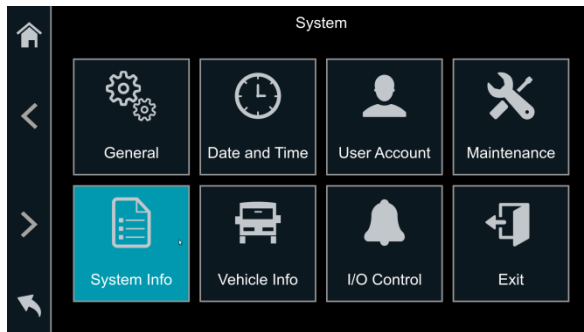 System
General
Date and Time
User Account
Maintenance
System Info
Vehicle Info
I/O Control
Exit